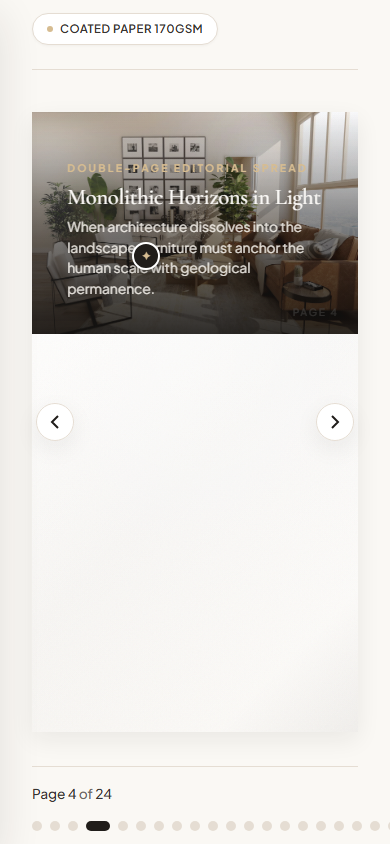 COATED PAPER 170GSM
DOUBLE-PAGE EDITORIAL SPREAD
Monolithic Horizons in Light
When architecture dissolves into the
landscape, furniture must anchor the
human scale with geological
permanence.
PAGE 4
Page 4 of 24